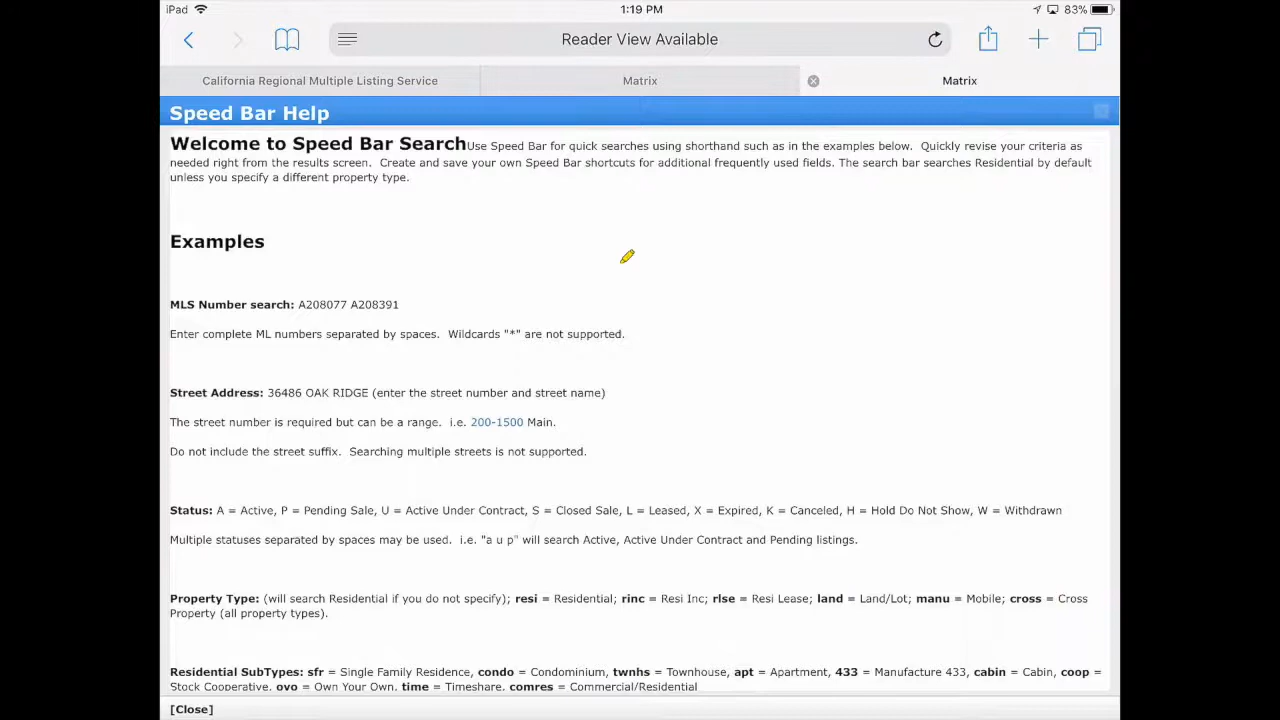 iPad 1:19 PM 83%
Reader View Available
California Regional Multiple Listing Service Matrix Matrix
Speed Bar Help
Welcome to Speed Bar SearchUse Speed Bar for quick searches using shorthand such as in the examples below.  Quickly revise your criteria as
needed right from the results screen.  Create and save your own Speed Bar shortcuts for additional frequently used fields. The search bar searches Residential by default
unless you specify a different property type.
Examples
MLS Number search: A208077 A208391
Enter complete ML numbers separated by spaces.  Wildcards "*" are not supported.
Street Address: 36486 OAK RIDGE (enter the street number and street name)
The street number is required but can be a range.  i.e. 200-1500 Main.
Do not include the street suffix.  Searching multiple streets is not supported.
Status: A = Active, P = Pending Sale, U = Active Under Contract, S = Closed Sale, L = Leased, X = Expired, K = Canceled, H = Hold Do Not Show, W = Withdrawn
Multiple statuses separated by spaces may be used.  i.e. "a u p" will search Active, Active Under Contract and Pending listings.
Property Type: (will search Residential if you do not specify); resi = Residential; rinc = Resi Inc; rlse = Resi Lease; land = Land/Lot; manu = Mobile; cross = Cross
Property (all property types).
Residential SubTypes: sfr = Single Family Residence, condo = Condominium, twnhs = Townhouse, apt = Apartment, 433 = Manufacture 433, cabin = Cabin, coop =
Stock Cooperative, ovo = Own Your Own, time = Timeshare, comres = Commercial/Residential
[Close]